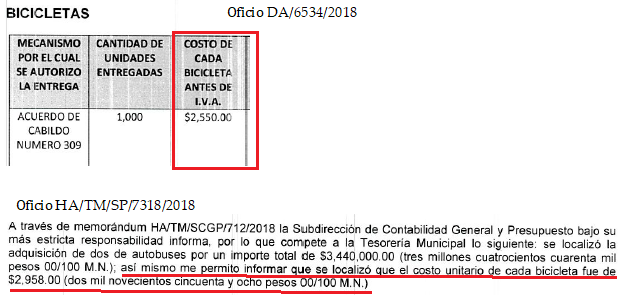 BICICLETAS
Oficio DA/6534/2018
MECANISMO POR EL CUAL SE AUTORIZO LA ENTREGA
CANTIDAD DE UNIDADES ENTREGADAS
COSTO DE CADA BICICLETA ANTES DE I.V.A.
ACUERDO DE CABILDO NUMERO 309
1,000
$2,550.00
Oficio HA/TM/SP/7318/2018
A través de memorándum HA/TM/SCGP/712/2018 la Subdirección de Contabilidad General y Presupuesto bajo su
más estricta responsabilidad informa, por lo que compete a la Tesorería Municipal lo siguiente: se localizó la
adquisición de dos de autobuses por un importe total de $3,440,000.00 (tres millones cuatrocientos cuarenta mil
pesos 00/100 M.N.); así mismo me permito informar que se localizó que el costo unitario de cada bicicleta fue de
$2,958.00 (dos mil novecientos cincuenta y ocho pesos 00/100 M.N.)